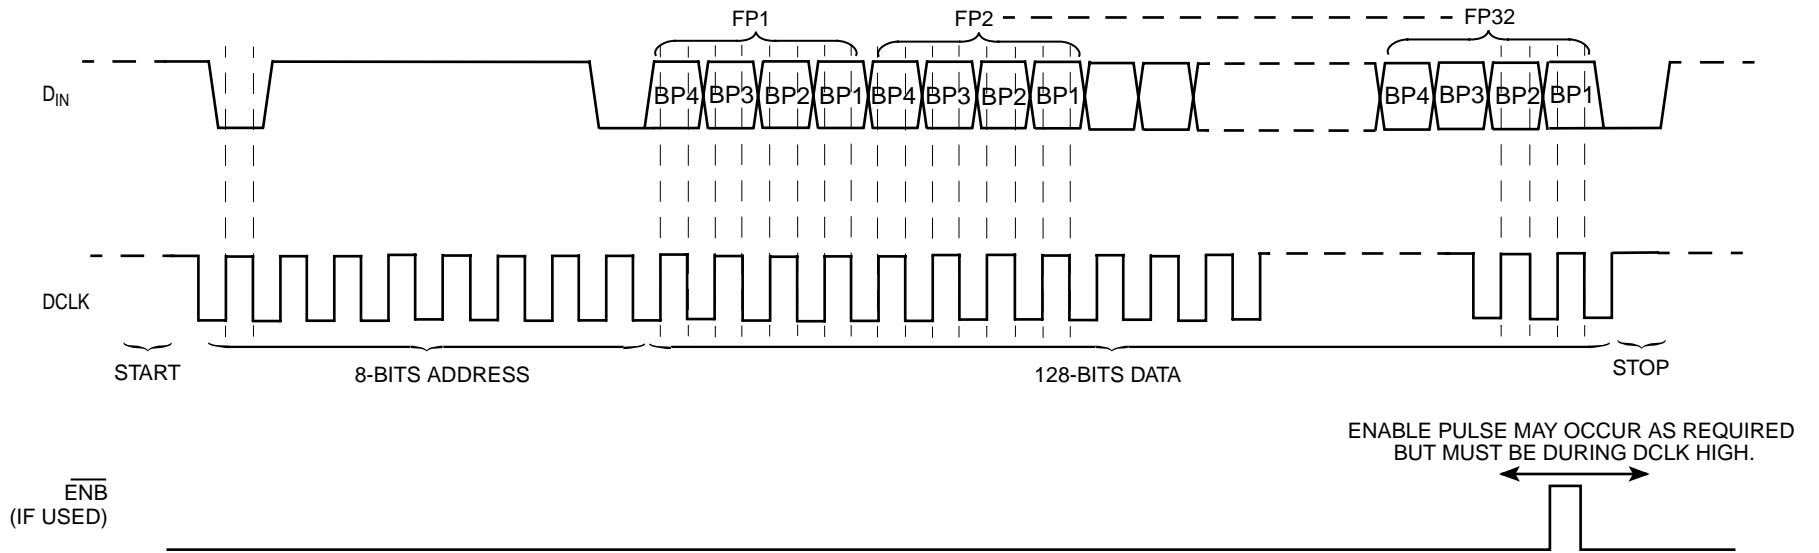 FP1 FP2 FP32
DIN BP4 BP3 BP2 BP1 BP4 BP3 BP2 BP1 BP4 BP3 BP2 BP1
DCLK
START 8-BITS ADDRESS 128-BITS DATA STOP
ENABLE PULSE MAY OCCUR AS REQUIRED
BUT MUST BE DURING DCLK HIGH.
ENB
(IF USED)